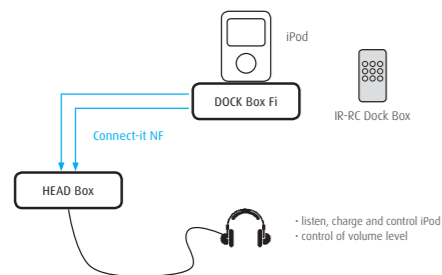 iPod
DOCK Box Fi
IR-RC Dock Box
Connect-it NF
HEAD Box
· listen, charge and control iPod
· control of volume level